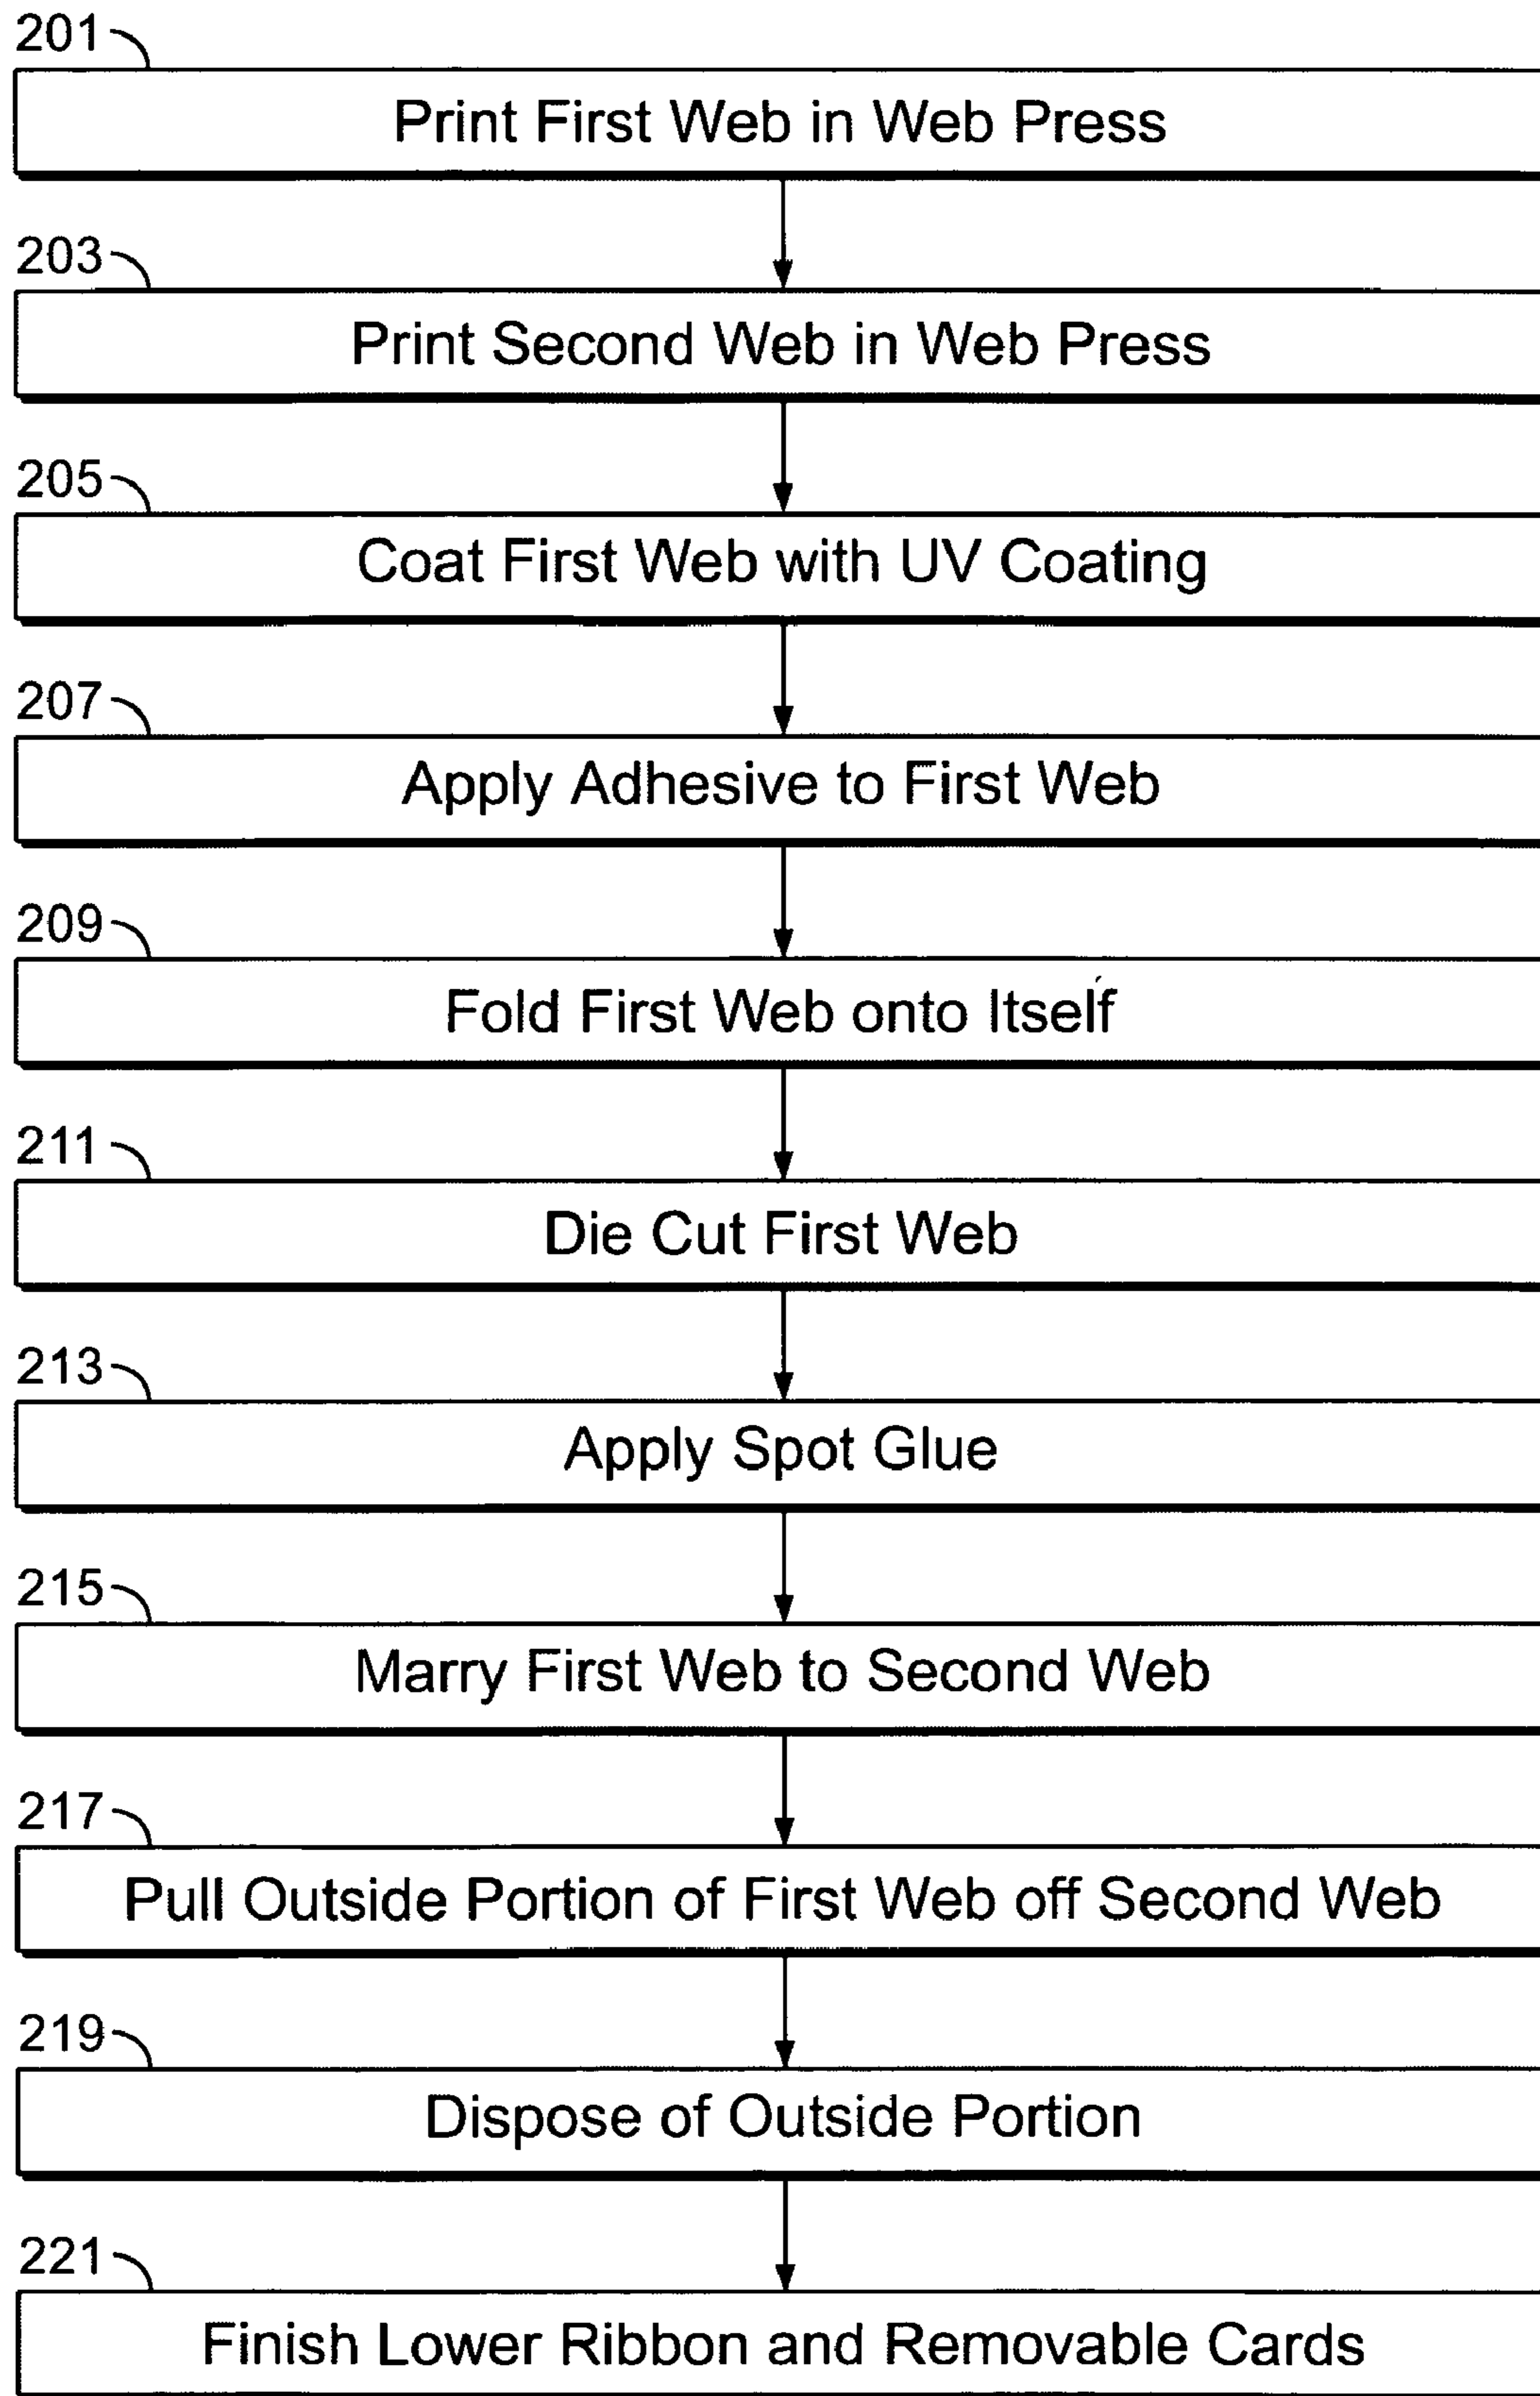 201
Print First Web in Web Press
203
Print Second Web in Web Press
205
Coat First Web with UV Coating
207
Apply Adhesive to First Web
209
Fold First Web onto Itself
211
Die Cut First Web
213
Apply Spot Glue
215
Marry First Web to Second Web
217
Pull Outside Portion of First Web off Second Web
219
Dispose of Outside Portion
221
Finish Lower Ribbon and Removable Cards